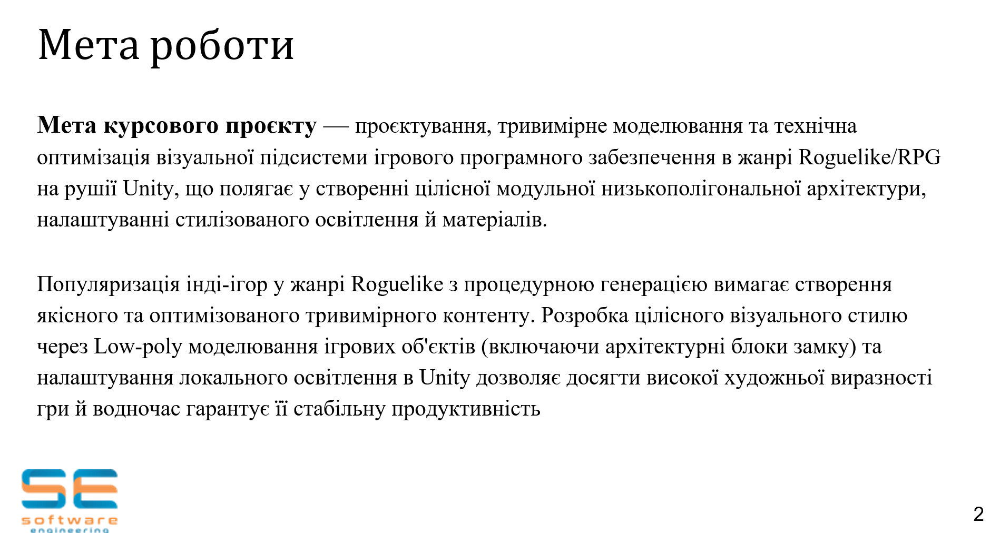 Мета роботи
Мета курсового проєкту — проєктування, тривимірне моделювання та технічна
оптимізація візуальної підсистеми ігрового програмного забезпечення в жанрі Roguelike/RPG
на рушії Unity, що полягає у створенні цілісної модульної низькополігональної архітектури,
налаштуванні стилізованого освітлення й матеріалів.
Популяризація інді-ігор у жанрі Roguelike з процедурною генерацією вимагає створення
якісного та оптимізованого тривимірного контенту. Розробка цілісного візуального стилю
через Low-poly моделювання ігрових об'єктів (включаючи архітектурні блоки замку) та
налаштування локального освітлення в Unity дозволяє досягти високої художньої виразності
гри й водночас гарантує її стабільну продуктивність
SE
software
engineering
2